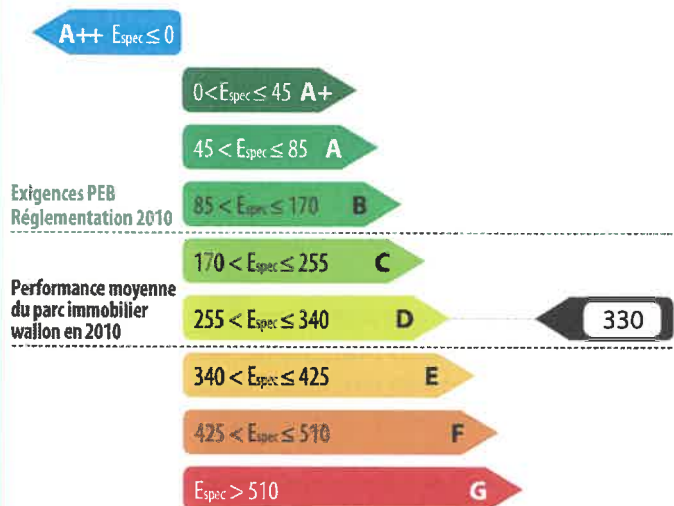 A++ Espec ≤ 0
0 < Espec ≤ 45 A+
45 < Espec ≤ 85 A
Exigences PEB
Réglementation 2010
85 < Espec ≤ 170 B
170 < Espec ≤ 255 C
Performance moyenne
du parc immobilier
wallon en 2010
255 < Espec ≤ 340 D
330
340 < Espec ≤ 425 E
425 < Espec ≤ 510 F
Espec > 510 G